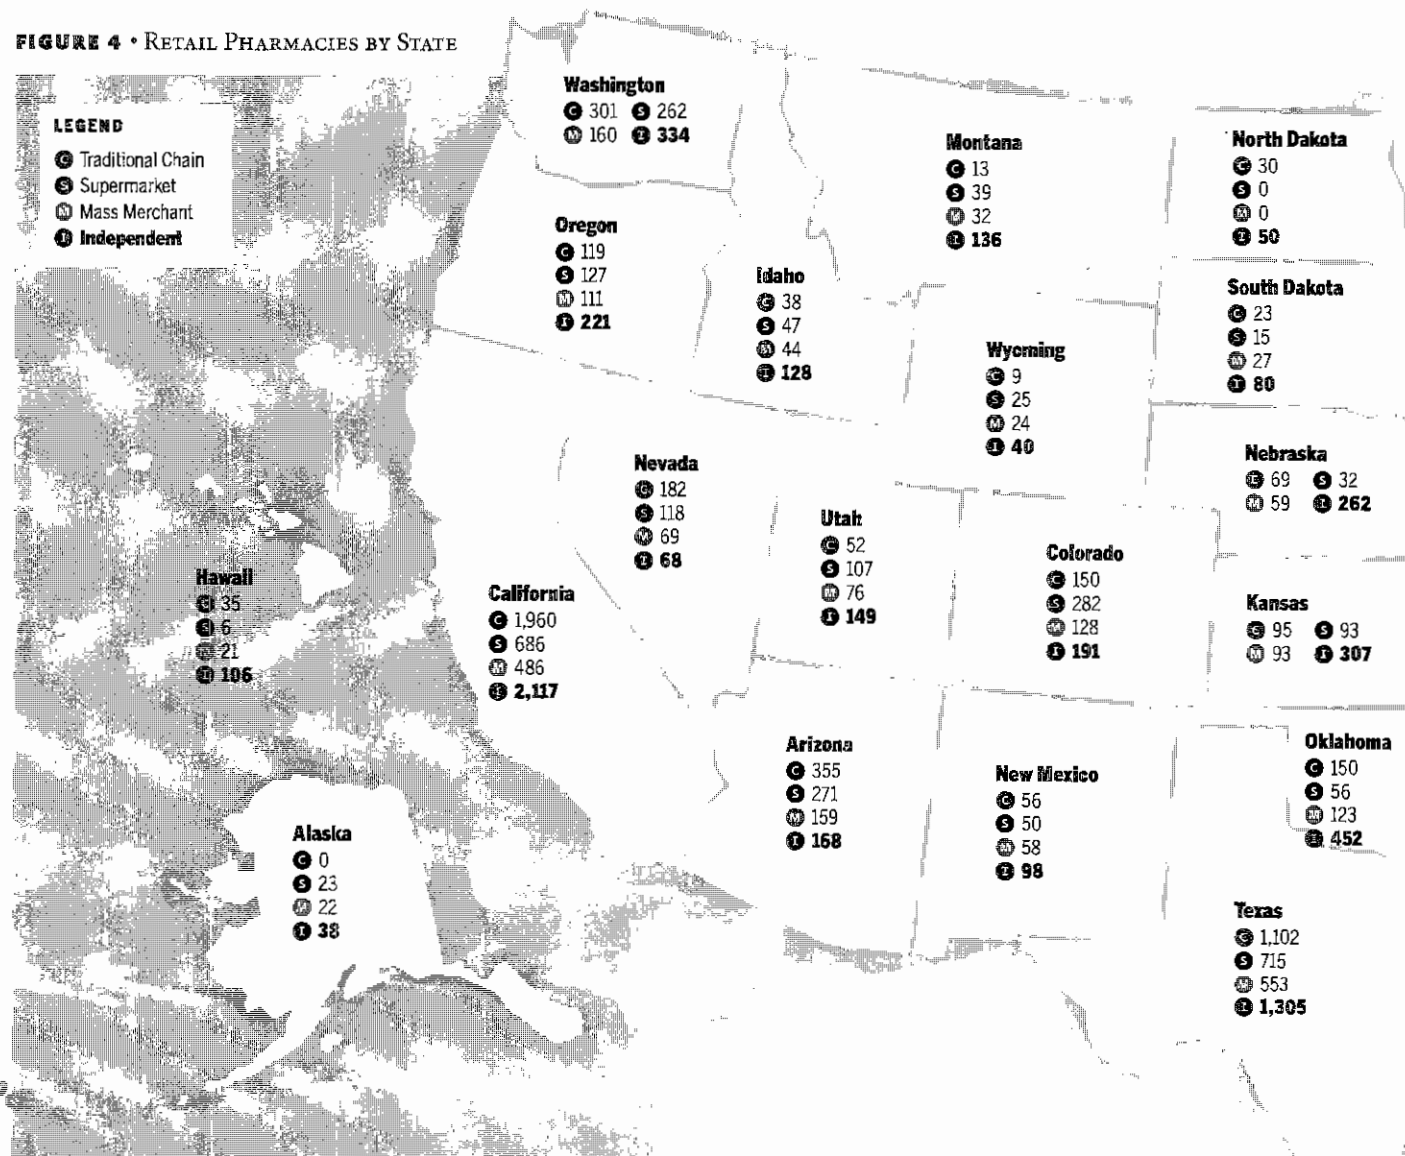 FIGURE 4 • RETAIL PHARMACIES BY STATE
LEGEND
C Traditional Chain
S Supermarket
M Mass Merchant
I Independent
Washington
C 301 S 262
M 160 I 334
Oregon
C 119
S 127
M 111
I 221
Idaho
C 38
S 47
M 44
I 128
Montana
C 13
S 39
M 32
I 136
North Dakota
C 30
S 0
M 0
I 50
South Dakota
C 23
S 15
M 27
I 80
Wyoming
C 9
S 25
M 24
I 40
Nebraska
C 69 S 32
M 59 I 262
Nevada
C 182
S 118
M 69
I 68
Utah
C 52
S 107
M 76
I 149
Colorado
C 150
S 282
M 128
I 191
Kansas
C 95 S 93
M 93 I 307
Hawaii
C 35
S 6
M 21
I 106
California
C 1,960
S 686
M 486
I 2,117
Arizona
C 355
S 271
M 159
I 168
New Mexico
C 56
S 50
M 58
I 98
Oklahoma
C 150
S 56
M 123
I 452
Alaska
C 0
S 23
M 22
I 38
Texas
C 1,102
S 715
M 553
I 1,305